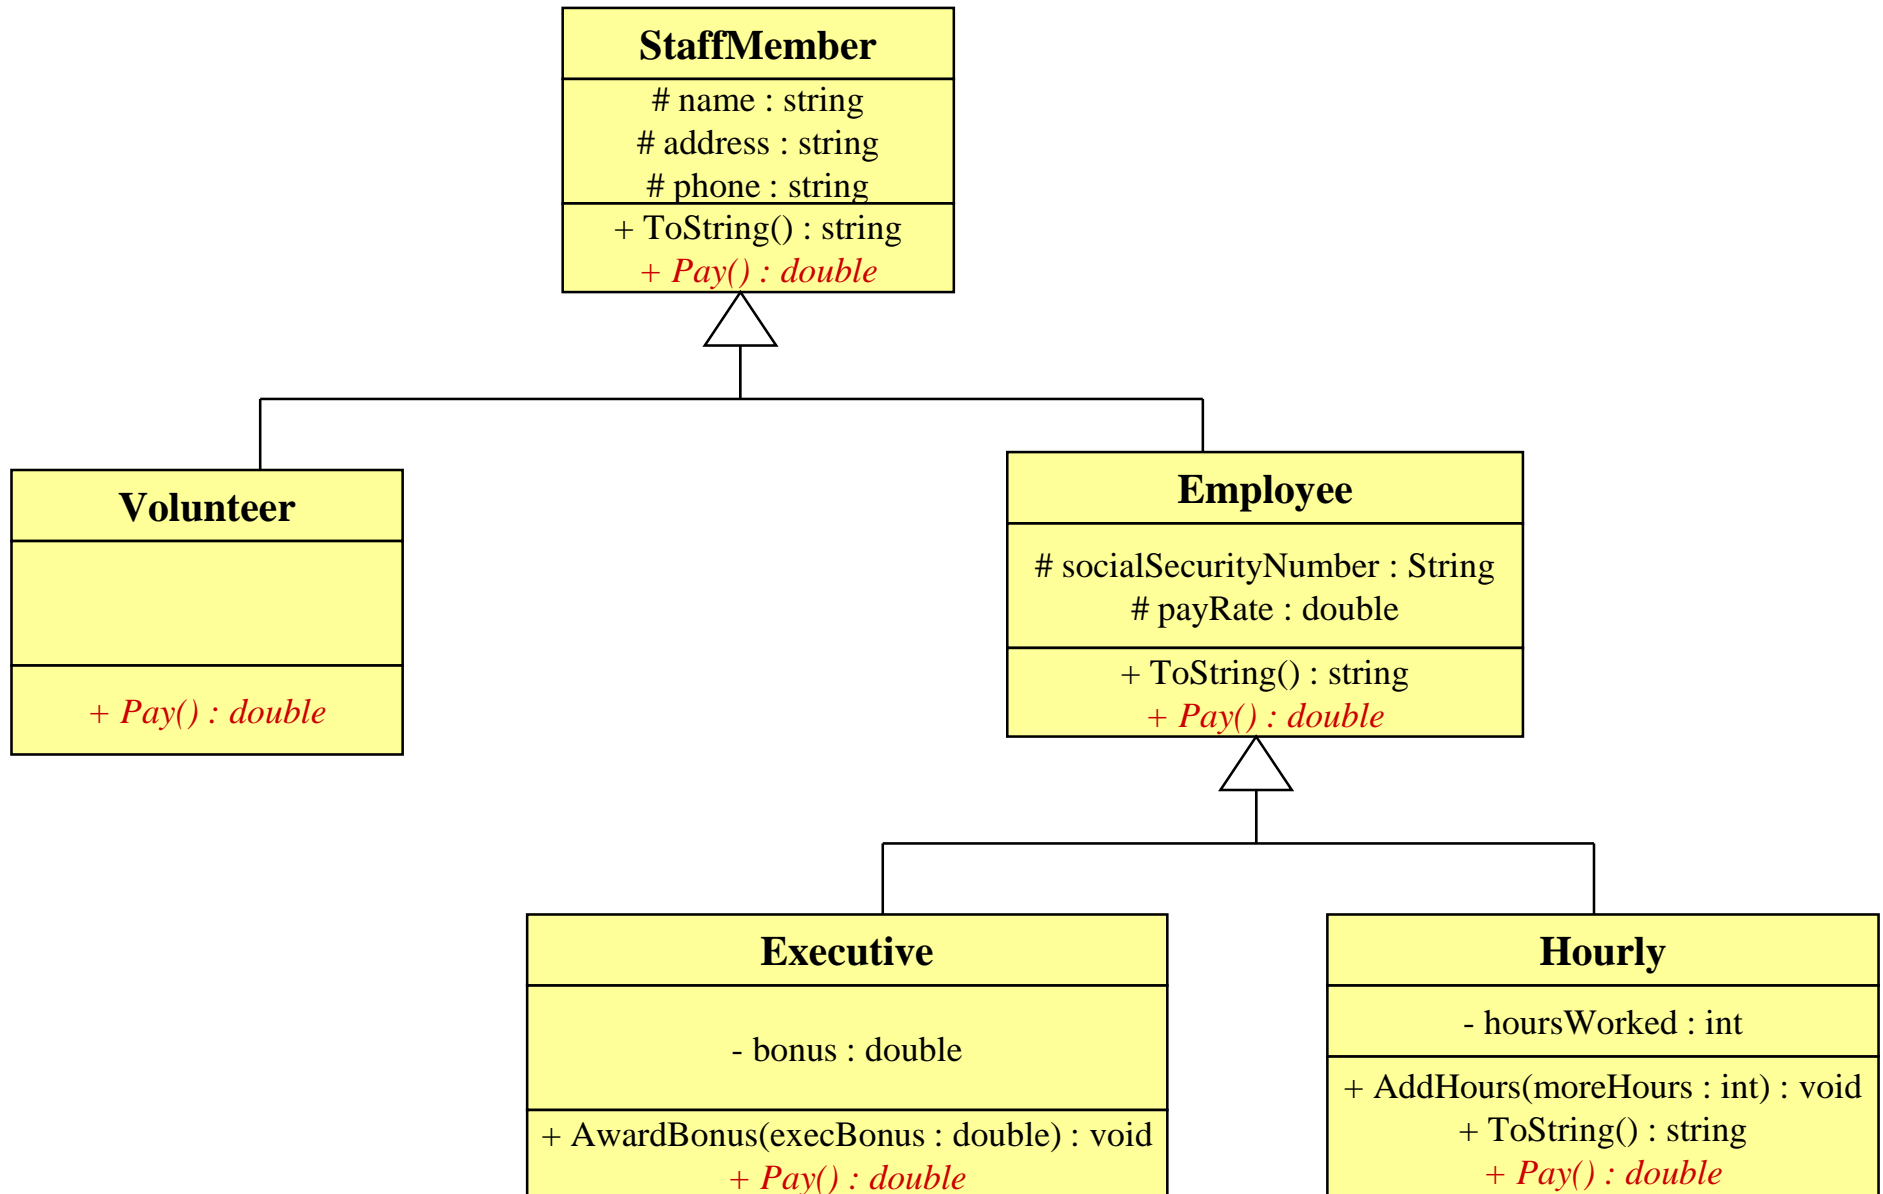 StaffMember
# name : string
# address : string
# phone : string
+ ToString() : string
+ Pay() : double
Volunteer
+ Pay() : double
Employee
# socialSecurityNumber : String
# payRate : double
+ ToString() : string
+ Pay() : double
Executive
- bonus : double
+ AwardBonus(execBonus : double) : void
+ Pay() : double
Hourly
- hoursWorked : int
+ AddHours(moreHours : int) : void
+ ToString() : string
+ Pay() : double